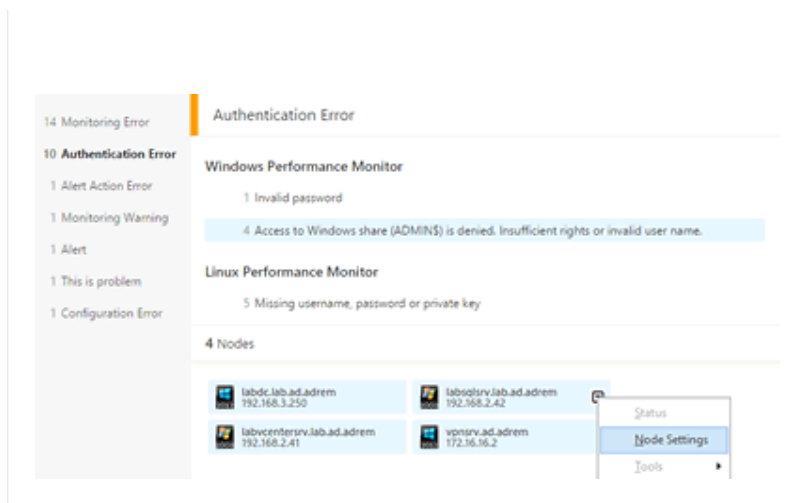 14 Monitoring Error
10 Authentication Error
1 Alert Action Error
1 Monitoring Warning
1 Alert
1 This is problem
1 Configuration Error
Authentication Error
Windows Performance Monitor
1 Invalid password
4 Access to Windows share (ADMIN$) is denied. Insufficient rights or invalid user name.
Linux Performance Monitor
5 Missing username, password or private key
4 Nodes
labdc.lab.ad.adrem
192.168.3.250
labsqlsrv.lab.ad.adrem
192.168.2.42
labvcentersrv.lab.ad.adrem
192.168.2.41
vpnsrv.ad.adrem
172.16.16.2
Status
Node Settings
Tools